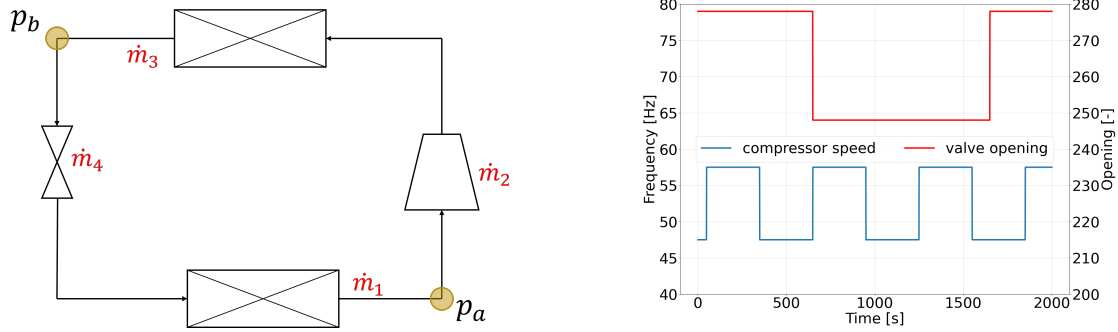 p_b
ṁ_3
ṁ_4
ṁ_2
ṁ_1
p_a
80
75
70
65
60
55
50
45
40
Frequency [Hz]
compressor speed
valve opening
280
270
260
250
240
230
220
210
200
Opening [-]
0
500
1000
1500
2000
Time [s]